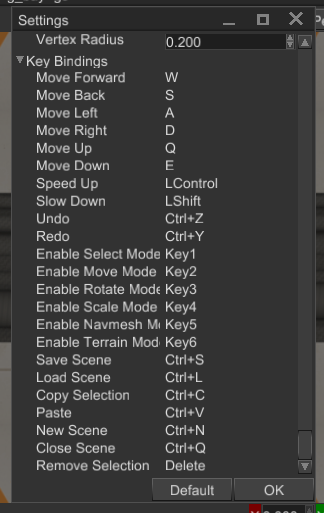 Settings
Vertex Radius 0.200
Key Bindings
Move Forward W
Move Back S
Move Left A
Move Right D
Move Up Q
Move Down E
Speed Up LControl
Slow Down LShift
Undo Ctrl+Z
Redo Ctrl+Y
Enable Select Mode Key1
Enable Move Mode Key2
Enable Rotate Mode Key3
Enable Scale Mode Key4
Enable Navmesh Mo Key5
Enable Terrain Mode Key6
Save Scene Ctrl+S
Load Scene Ctrl+L
Copy Selection Ctrl+C
Paste Ctrl+V
New Scene Ctrl+N
Close Scene Ctrl+Q
Remove Selection Delete
Default OK